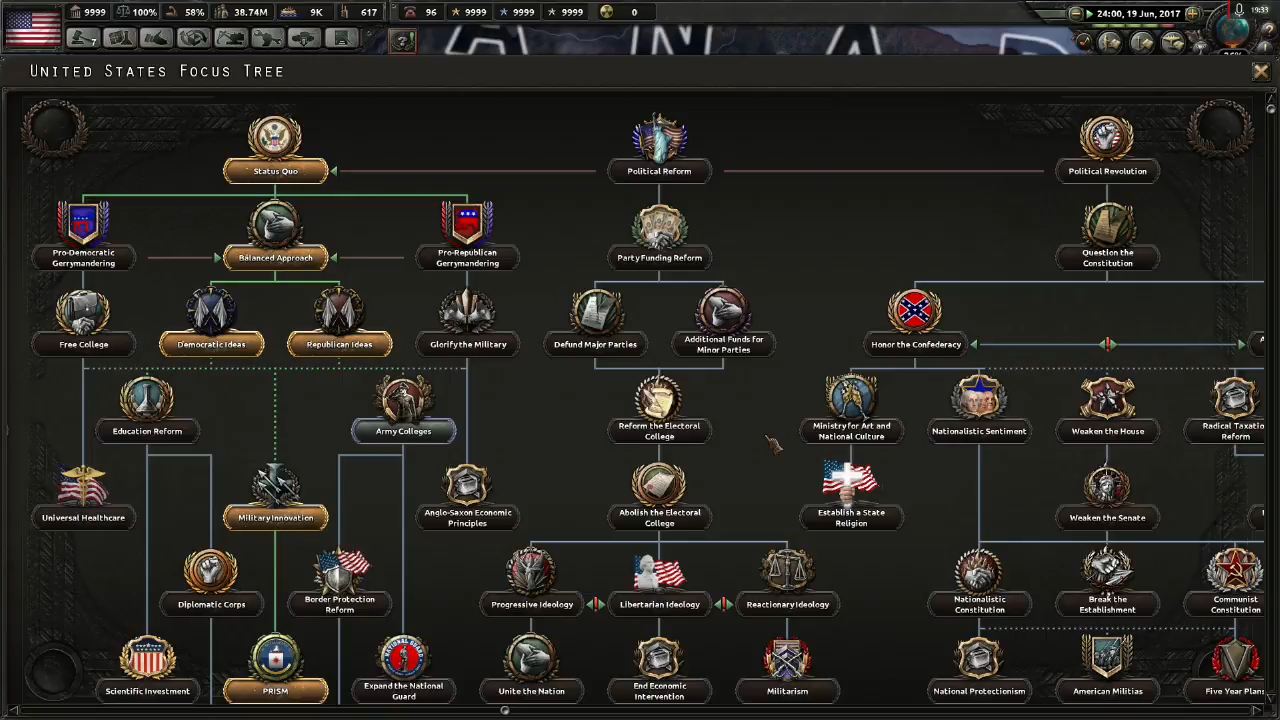 9999
100%
58%
38.74M
9K
617
96
9999
9999
9999
0
24:00, 19 Jun, 2017
19:33
7
United States Focus Tree
Status Quo
Political Reform
Political Revolution
Pro-Democratic
Gerrymandering
Balanced Approach
Pro-Republican
Gerrymandering
Party Funding Reform
Question the
Constitution
Free College
Democratic Ideas
Republican Ideas
Glorify the Military
Defund Major Parties
Additional Funds for
Minor Parties
Honor the Confederacy
Education Reform
Army Colleges
Reform the Electoral
College
Ministry for Art and
National Culture
Nationalistic Sentiment
Weaken the House
Radical Taxatio
Reform
Universal Healthcare
Military Innovation
Anglo-Saxon Economic
Principles
Abolish the Electoral
College
Establish a State
Religion
Weaken the Senate
Diplomatic Corps
Border Protection
Reform
Progressive Ideology
Libertarian Ideology
Reactionary Ideology
Nationalistic
Constitution
Break the
Establishment
Communist
Constitution
Scientific Investment
PRISM
Expand the National
Guard
Unite the Nation
End Economic
Intervention
Militarism
National Protectionism
American Militias
Five Year Plans